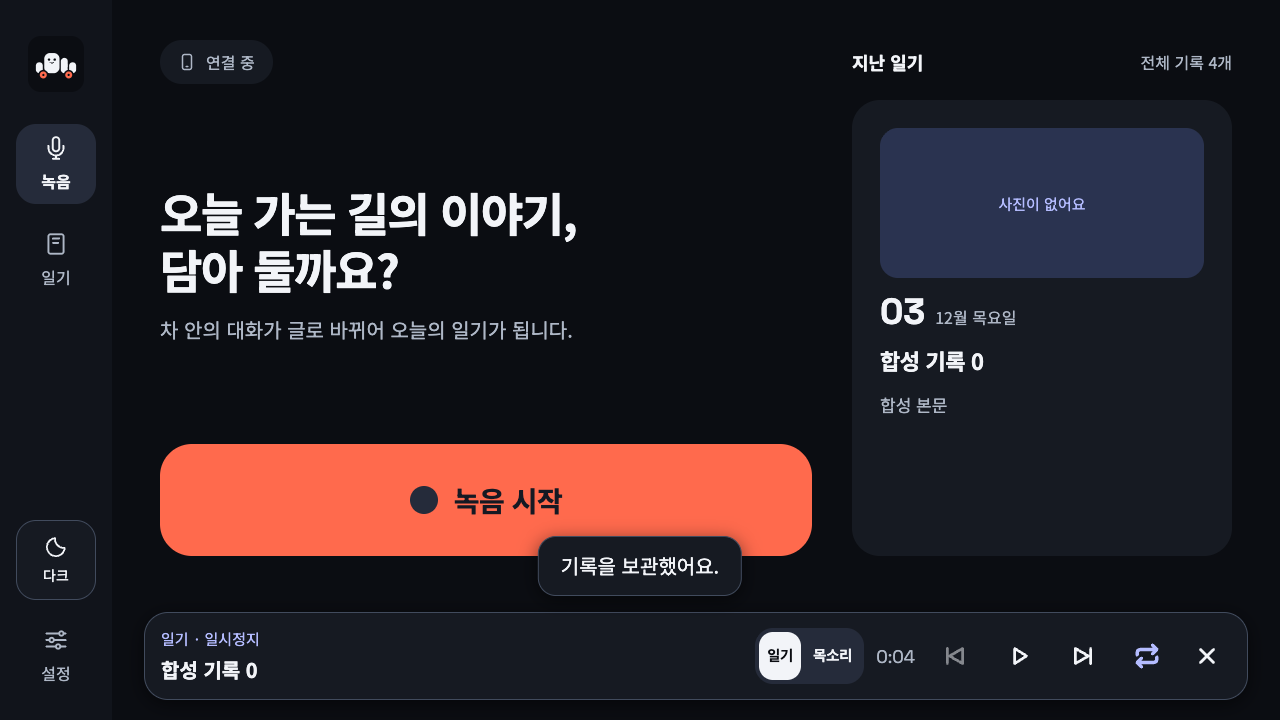 녹음
일기
다크
설정
연결 중
오늘 가는 길의 이야기,
담아 둘까요?
차 안의 대화가 글로 바뀌어 오늘의 일기가 됩니다.
녹음 시작
지난 일기
전체 기록 4개
사진이 없어요
03 12월 목요일
합성 기록 0
합성 본문
기록을 보관했어요.
일기 · 일시정지
합성 기록 0
일기 목소리 0:04